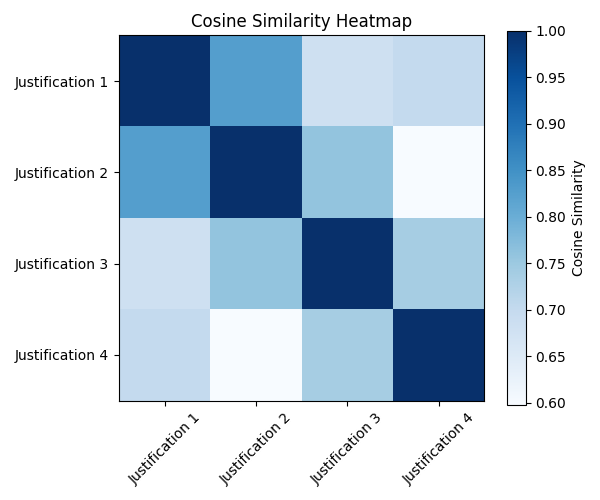 Cosine Similarity Heatmap
Justification 1
Justification 2
Justification 3
Justification 4
Justification 1
Justification 2
Justification 3
Justification 4
1.00
0.95
0.90
0.85
0.80
0.75
0.70
0.65
0.60
Cosine Similarity